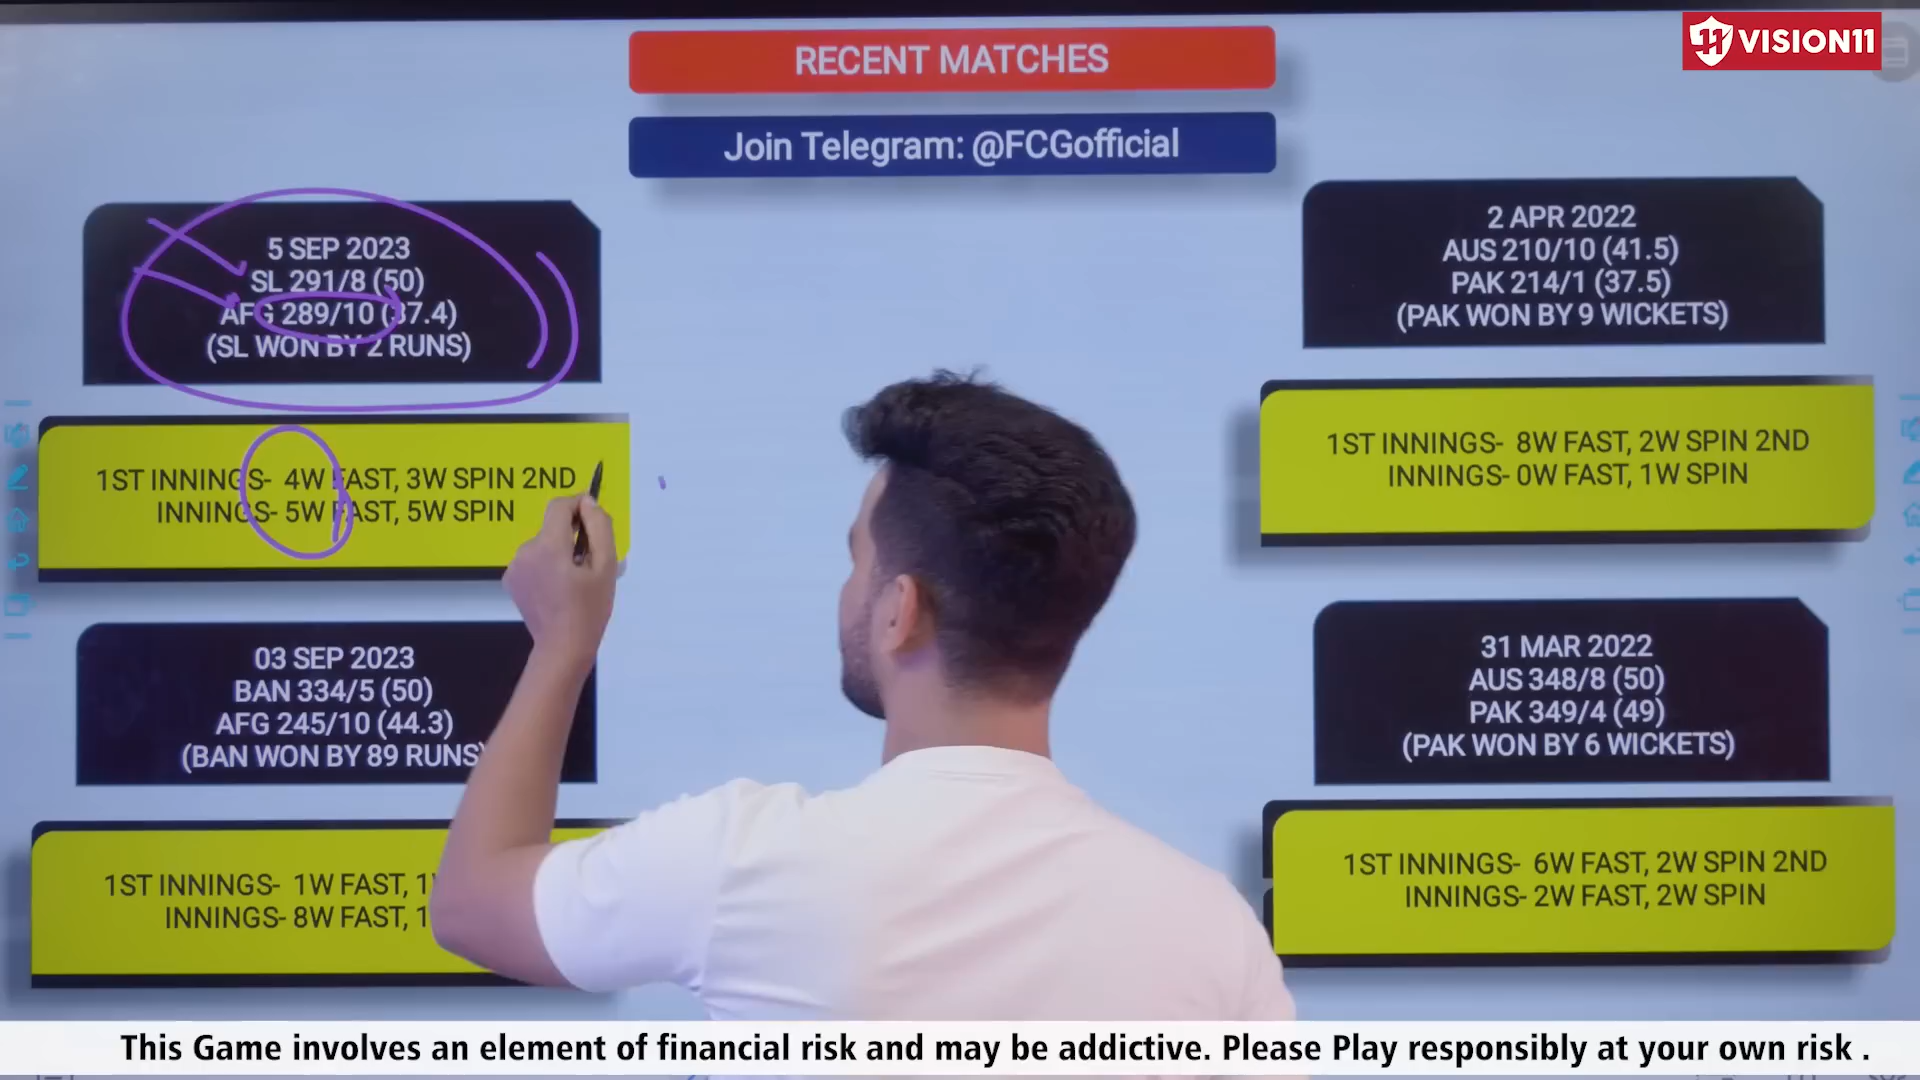 VISION11
RECENT MATCHES
Join Telegram: @FCGofficial
5 SEP 2023
SL 291/8 (50)
AFG 289/10 (37.4)
(SL WON BY 2 RUNS)
1ST INNINGS- 4W FAST, 3W SPIN 2ND
INNINGS- 5W FAST, 5W SPIN
03 SEP 2023
BAN 334/5 (50)
AFG 245/10 (44.3)
(BAN WON BY 89 RUNS)
1ST INNINGS- 1W FAST,
INNINGS- 8W FAST,
2 APR 2022
AUS 210/10 (41.5)
PAK 214/1 (37.5)
(PAK WON BY 9 WICKETS)
1ST INNINGS- 8W FAST, 2W SPIN 2ND
INNINGS- 0W FAST, 1W SPIN
31 MAR 2022
AUS 348/8 (50)
PAK 349/4 (49)
(PAK WON BY 6 WICKETS)
1ST INNINGS- 6W FAST, 2W SPIN 2ND
INNINGS- 2W FAST, 2W SPIN
This Game involves an element of financial risk and may be addictive. Please Play responsibly at your own risk .